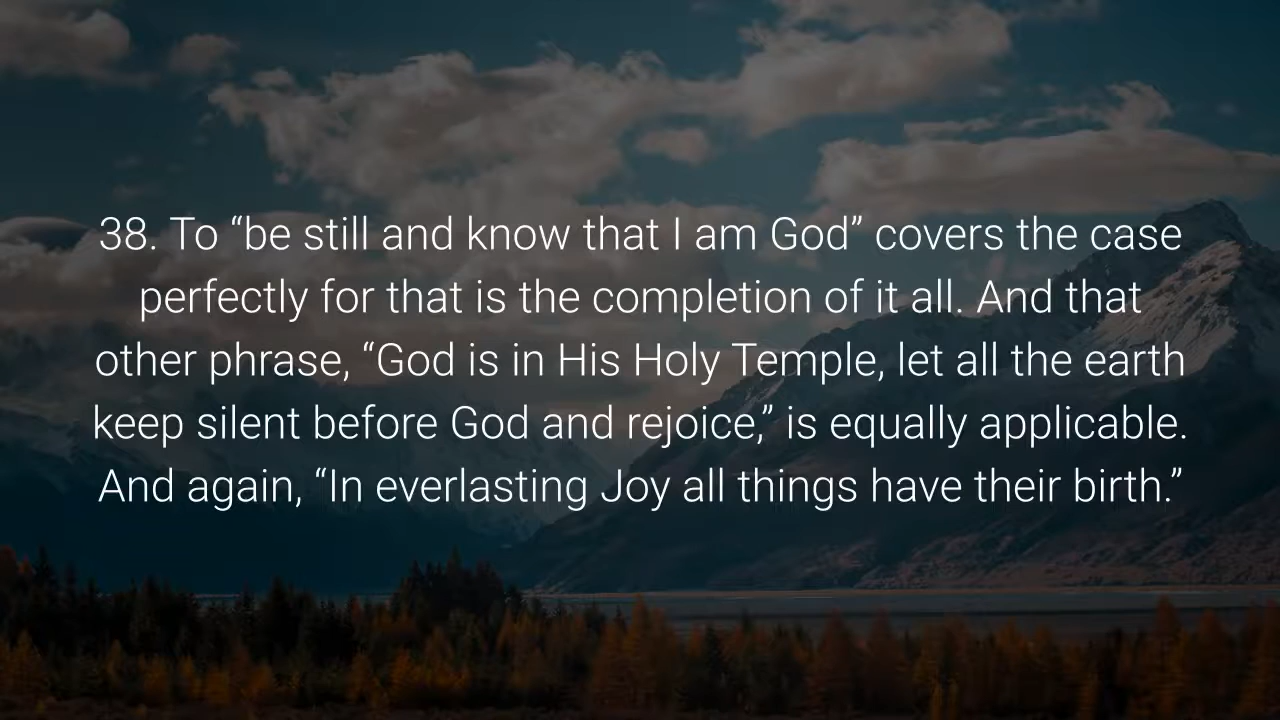 38. To “be still and know that I am God” covers the case
perfectly for that is the completion of it all. And that
other phrase, “God is in His Holy Temple, let all the earth
keep silent before God and rejoice,” is equally applicable.
And again, “In everlasting Joy all things have their birth.”